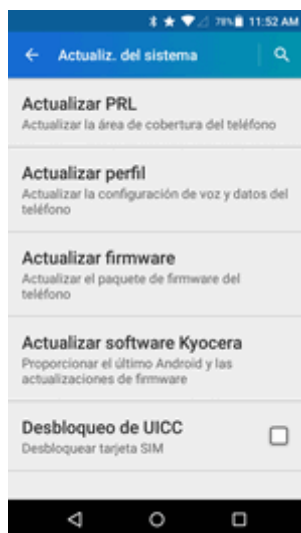 78% 11:52 AM
Actualiz. del sistema
Actualizar PRL
Actualizar la área de cobertura del teléfono
Actualizar perfil
Actualizar la configuración de voz y datos del
teléfono
Actualizar firmware
Actualizar el paquete de firmware del
teléfono
Actualizar software Kyocera
Proporcionar el último Android y las
actualizaciones de firmware
Desbloqueo de UICC
Desbloquear tarjeta SIM